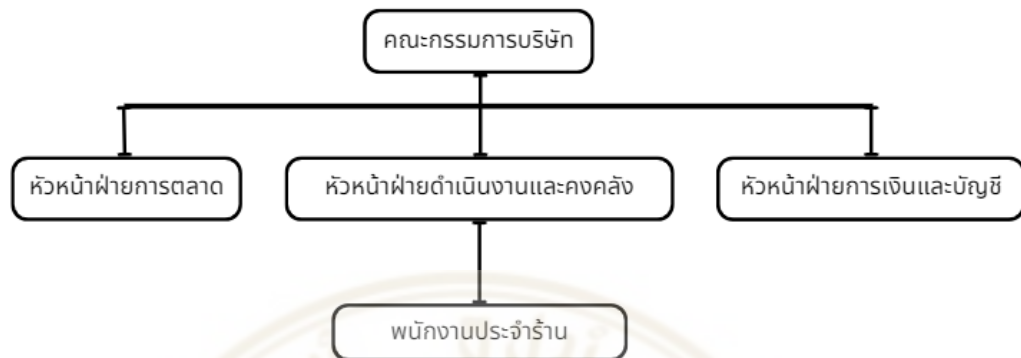 คณะกรรมการบริษัท
หัวหน้าฝ่ายการตลาด
หัวหน้าฝ่ายดำเนินงานและคงคลัง
หัวหน้าฝ่ายการเงินและบัญชี
พนักงานประจำร้าน